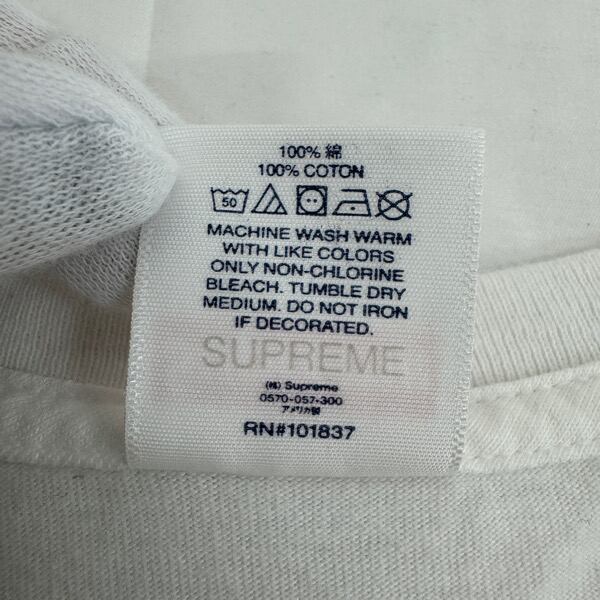 100% 綿
100% COTON
50
MACHINE WASH WARM
WITH LIKE COLORS
ONLY NON-CHLORINE
BLEACH. TUMBLE DRY
MEDIUM. DO NOT IRON
IF DECORATED.
SUPREME
(株) Supreme
0570-057-300
アメリカ製
RN#101837